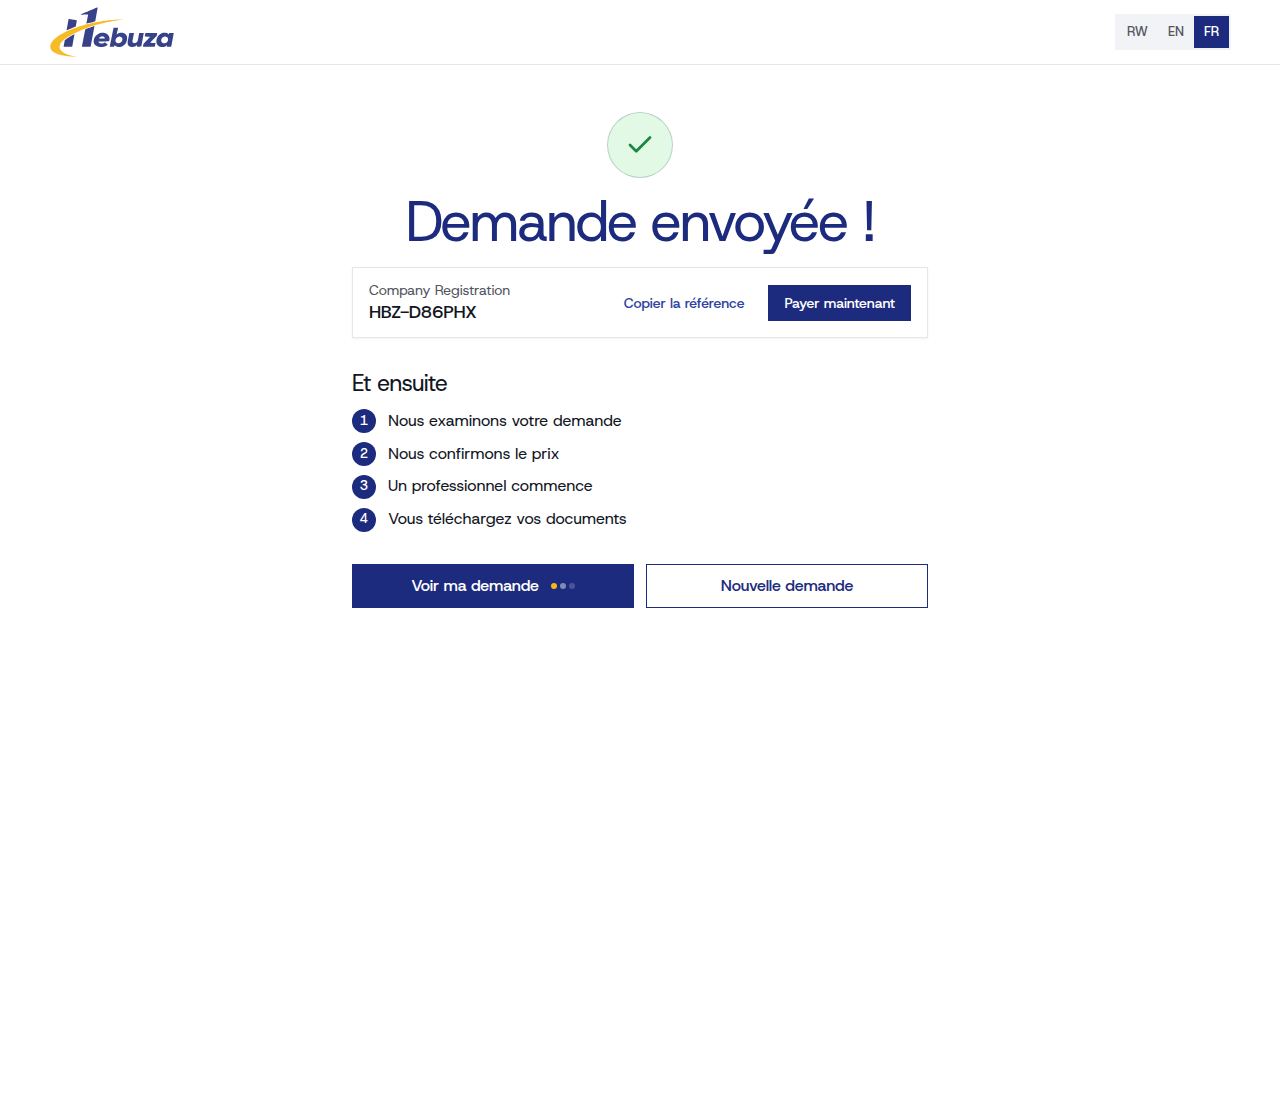 Hebuza
RW EN FR
Demande envoyée !
Company Registration
HBZ-D86PHX
Copier la référence
Payer maintenant
Et ensuite
1 Nous examinons votre demande
2 Nous confirmons le prix
3 Un professionnel commence
4 Vous téléchargez vos documents
Voir ma demande
Nouvelle demande